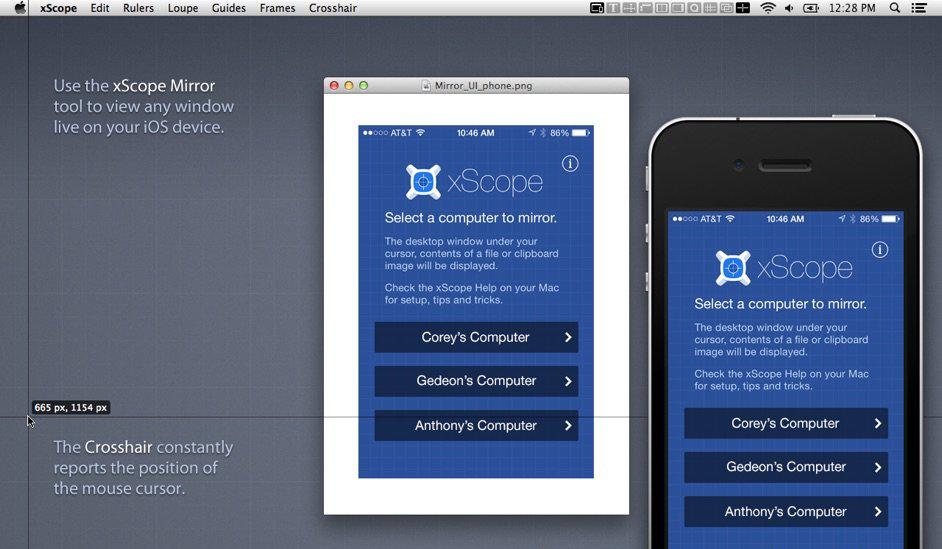 xScope Edit Rulers Loupe Guides Frames Crosshair 12:28 PM
Use the xScope Mirror
tool to view any window
live on your iOS device.
Mirror_UI_phone.png
AT&T 10:46 AM 86%
xScope
Select a computer to mirror.
The desktop window under your
cursor, contents of a file or clipboard
image will be displayed.
Check the xScope Help on your Mac
for setup, tips and tricks.
Corey's Computer
Gedeon's Computer
Anthony's Computer
AT&T 10:46 AM 86%
xScope
Select a computer to mirror.
The desktop window under your
cursor, contents of a file or clipboard
image will be displayed.
Check the xScope Help on your Mac
for setup, tips and tricks.
Corey's Computer
Gedeon's Computer
Anthony's Computer
665 px, 1154 px
The Crosshair constantly
reports the position of
the mouse cursor.